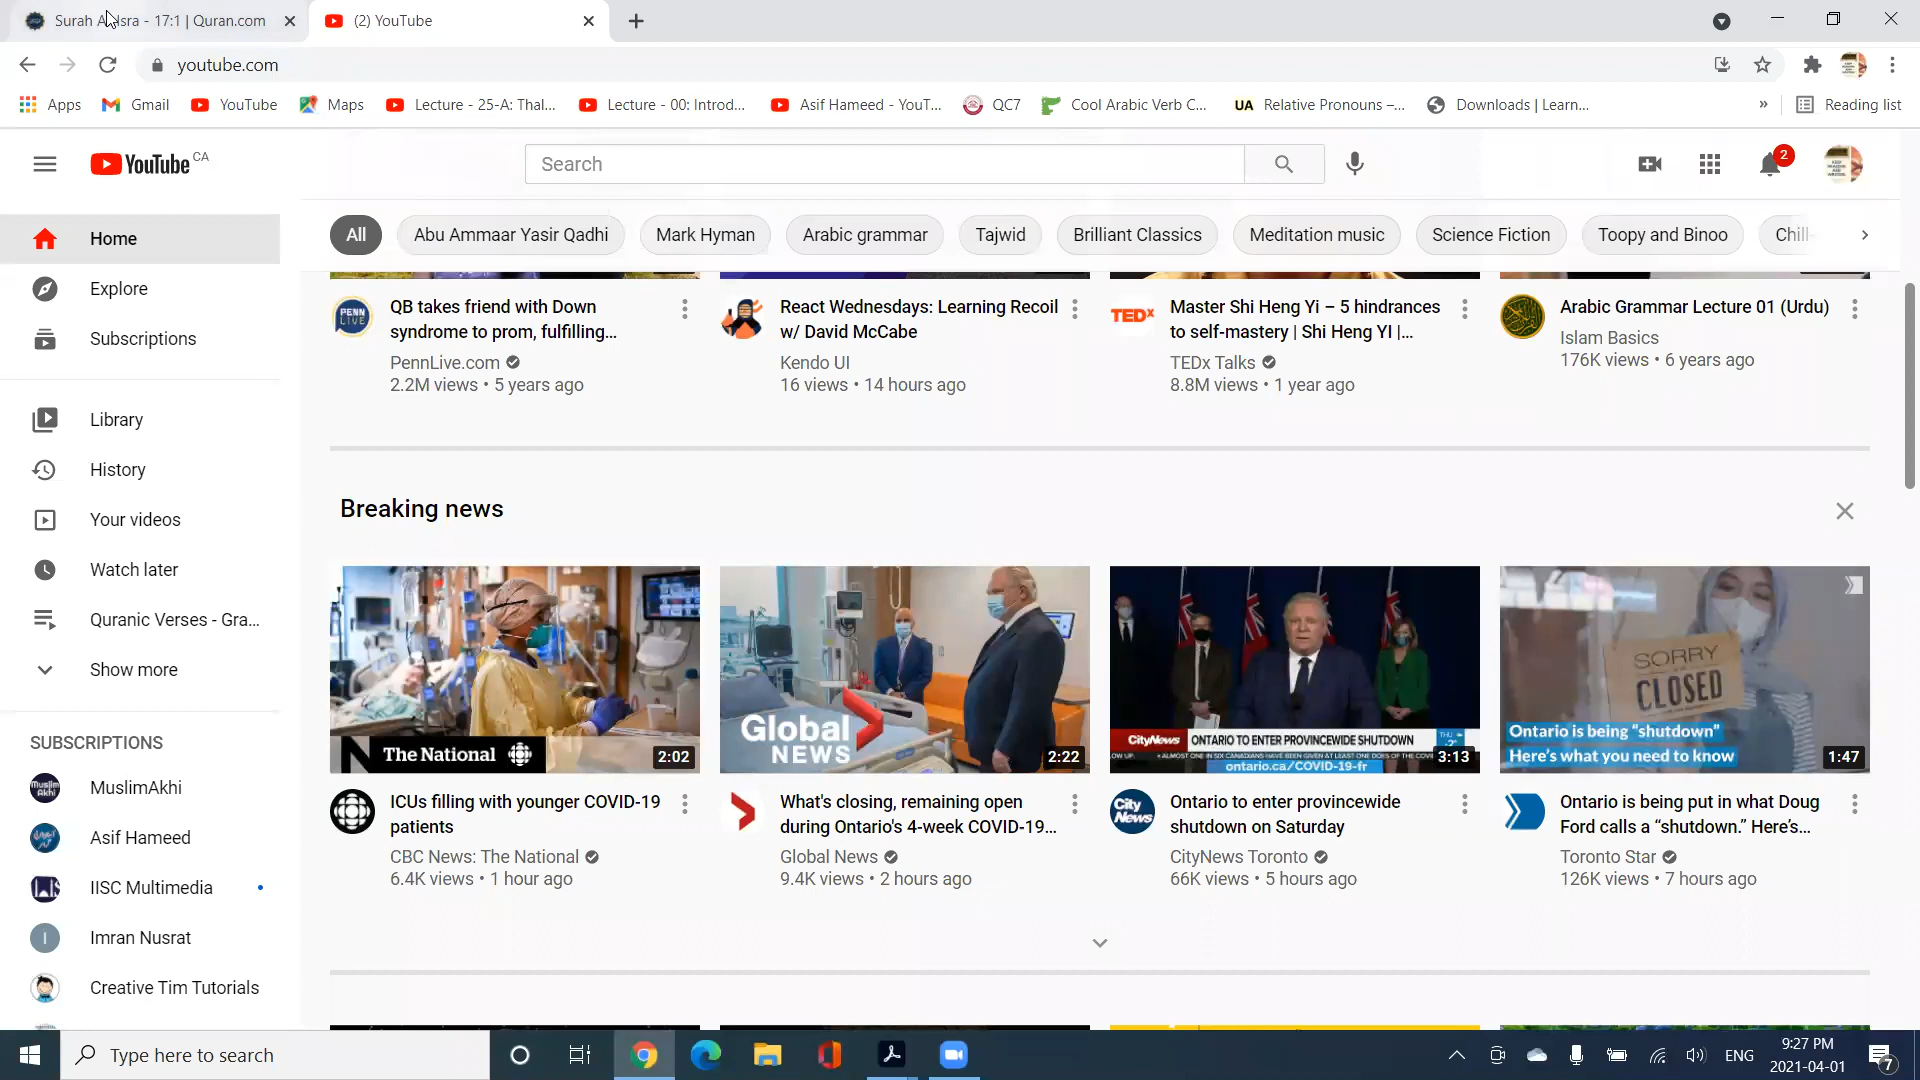 Surah Al-Isra - 17:1 | Quran.com
(2) YouTube
youtube.com
Apps
Gmail
YouTube
Maps
Lecture - 25-A: Thal...
Lecture - 00: Introd...
Asif Hameed - YouT...
QC7
Cool Arabic Verb C...
UA Relative Pronouns –...
Downloads | Learn...
»
Reading list
YouTube CA
Search
2
Home
Explore
Subscriptions
Library
History
Your videos
Watch later
Quranic Verses - Gra...
Show more
SUBSCRIPTIONS
MuslimAkhi
Asif Hameed
IISC Multimedia
I Imran Nusrat
Creative Tim Tutorials
All
Abu Ammaar Yasir Qadhi
Mark Hyman
Arabic grammar
Tajwid
Brilliant Classics
Meditation music
Science Fiction
Toopy and Binoo
Chill-
PENN LIVE
QB takes friend with Down
syndrome to prom, fulfilling...
PennLive.com
2.2M views • 5 years ago
React Wednesdays: Learning Recoil
w/ David McCabe
Kendo UI
16 views • 14 hours ago
TEDx
Master Shi Heng Yi – 5 hindrances
to self-mastery | Shi Heng YI |...
TEDx Talks
8.8M views • 1 year ago
Arabic Grammar Lecture 01 (Urdu)
Islam Basics
176K views • 6 years ago
Breaking news
The National
2:02
ICUs filling with younger COVID-19
patients
CBC News: The National
6.4K views • 1 hour ago
Global
NEWS
2:22
What's closing, remaining open
during Ontario's 4-week COVID-19...
Global News
9.4K views • 2 hours ago
CityNews ONTARIO TO ENTER PROVINCEWIDE SHUTDOWN
THU
ontario.ca/COVID-19-fr
3:13
City News
Ontario to enter provincewide
shutdown on Saturday
CityNews Toronto
66K views • 5 hours ago
SORRY
CLOSED
Ontario is being “shutdown”
Here's what you need to know
1:47
Ontario is being put in what Doug
Ford calls a “shutdown.” Here's...
Toronto Star
126K views • 7 hours ago
Type here to search
ENG
9:27 PM
2021-04-01
7